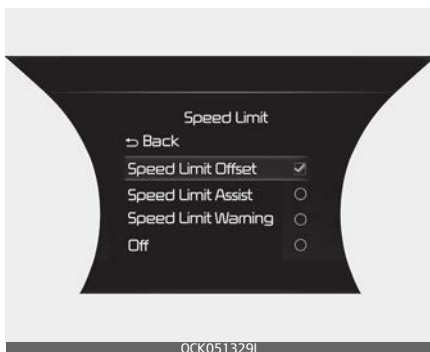 Speed Limit
Back
Speed Limit Offset
Speed Limit Assist
Speed Limit Warning
Off
OCK051329L